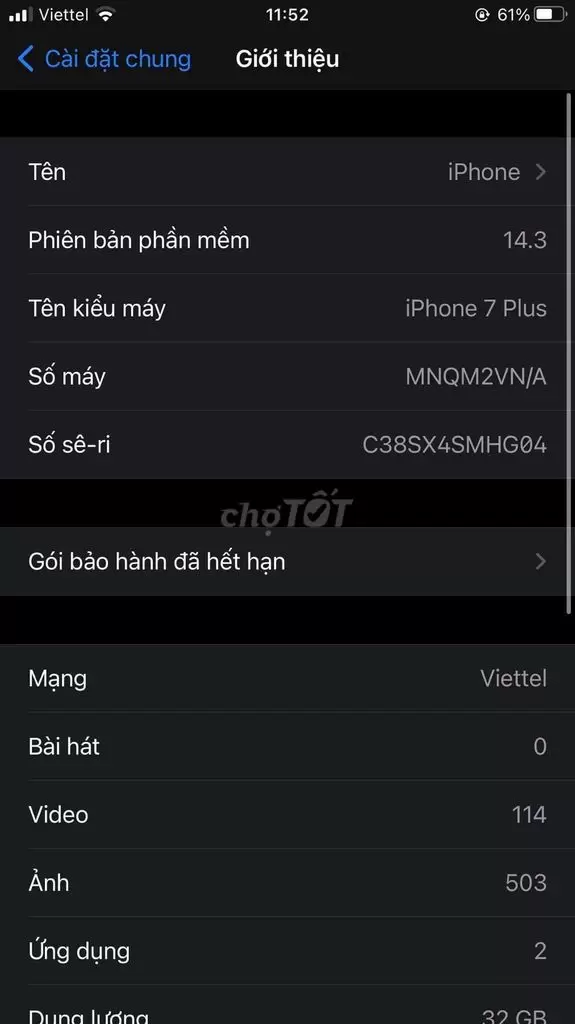 Viettel 11:52 61%
Cài đặt chung Giới thiệu
Tên iPhone
Phiên bản phần mềm 14.3
Tên kiểu máy iPhone 7 Plus
Số máy MNQM2VN/A
Số sê-ri C38SX4SMHG04
chợTỐT
Gói bảo hành đã hết hạn
Mạng Viettel
Bài hát 0
Video 114
Ảnh 503
Ứng dụng 2
Dung lượng 32 GB